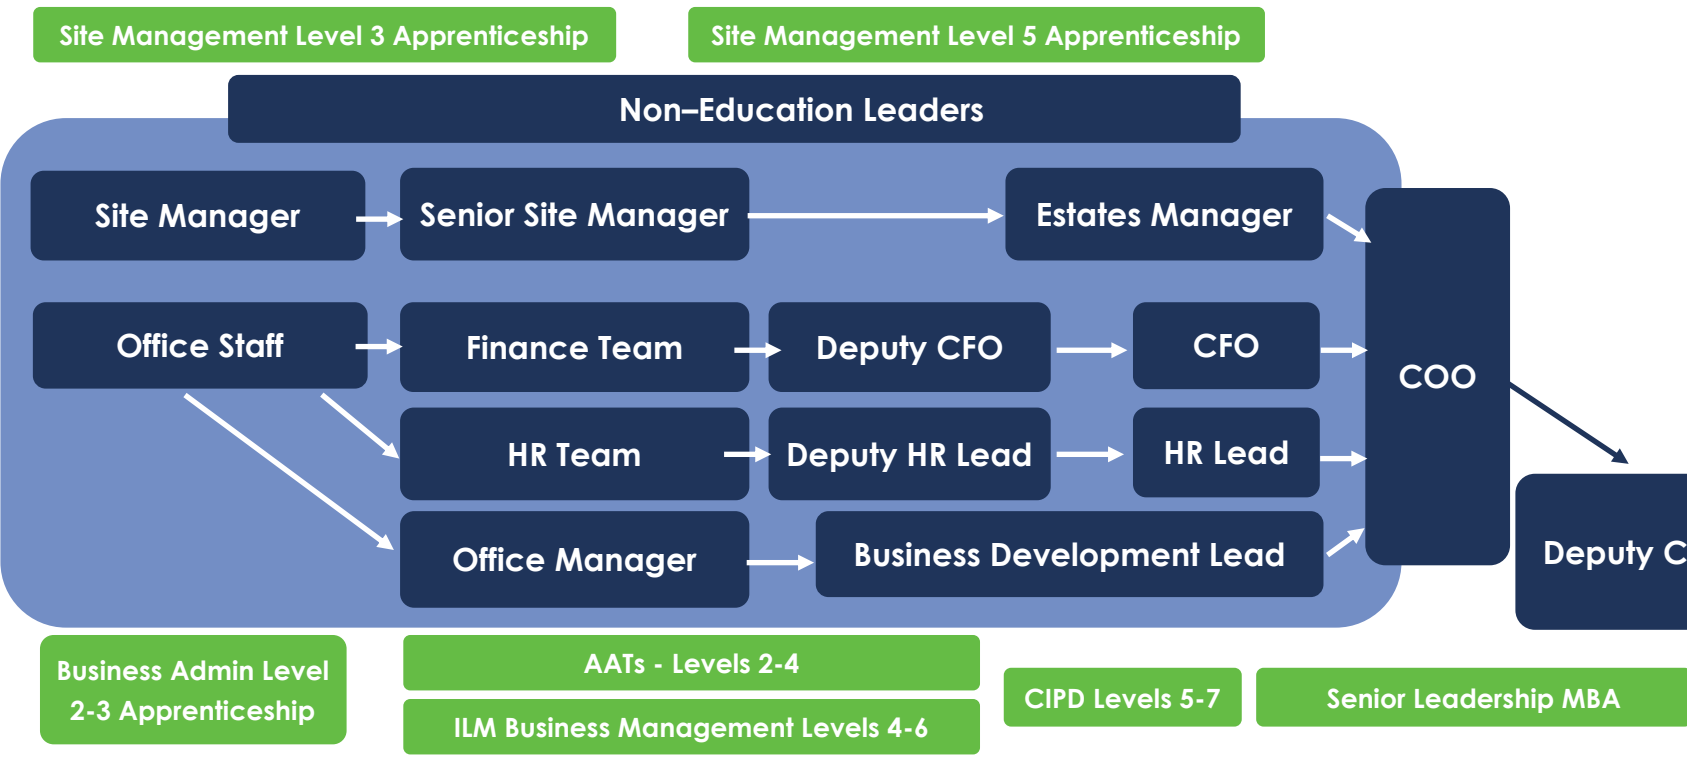 Site Management Level 3 Apprenticeship
Site Management Level 5 Apprenticeship
Non–Education Leaders
Site Manager
Senior Site Manager
Estates Manager
Office Staff
Finance Team
Deputy CFO
CFO
COO
HR Team
Deputy HR Lead
HR Lead
Office Manager
Business Development Lead
Deputy C
Business Admin Level
2-3 Apprenticeship
AATs - Levels 2-4
ILM Business Management Levels 4-6
CIPD Levels 5-7
Senior Leadership MBA